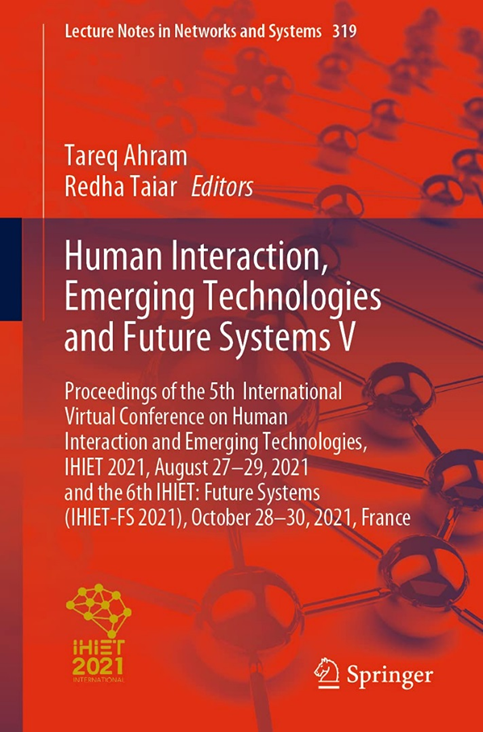 Lecture Notes in Networks and Systems 319
Tareq Ahram
Redha Taiar Editors
Human Interaction,
Emerging Technologies
and Future Systems V
Proceedings of the 5th International
Virtual Conference on Human
Interaction and Emerging Technologies,
IHIET 2021, August 27–29, 2021
and the 6th IHIET: Future Systems
(IHIET-FS 2021), October 28–30, 2021, France
IHIET
2021
INTERNATIONAL
Springer